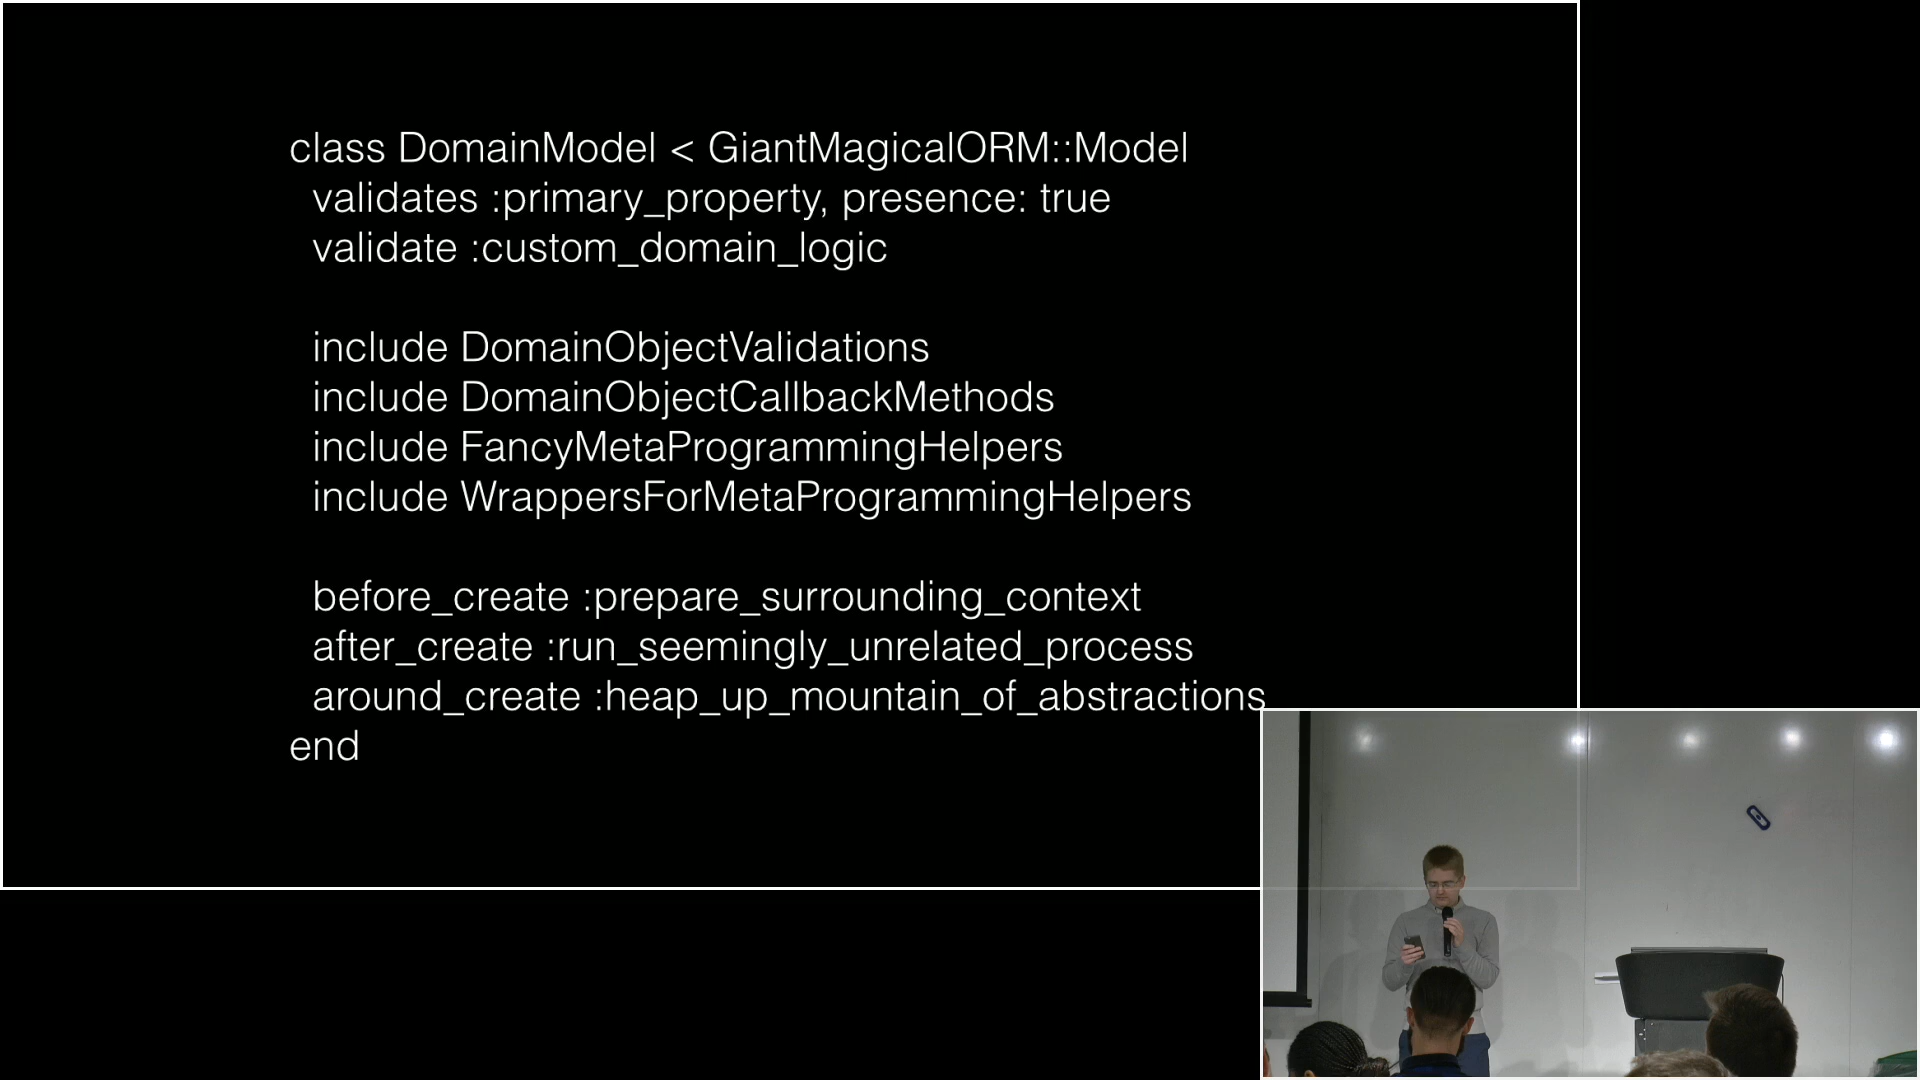 class DomainModel < GiantMagicalORM::Model
validates :primary_property, presence: true
validate :custom_domain_logic
include DomainObjectValidations
include DomainObjectCallbackMethods
include FancyMetaProgrammingHelpers
include WrappersForMetaProgrammingHelpers
before_create :prepare_surrounding_context
after_create :run_seemingly_unrelated_process
around_create :heap_up_mountain_of_abstractions
end